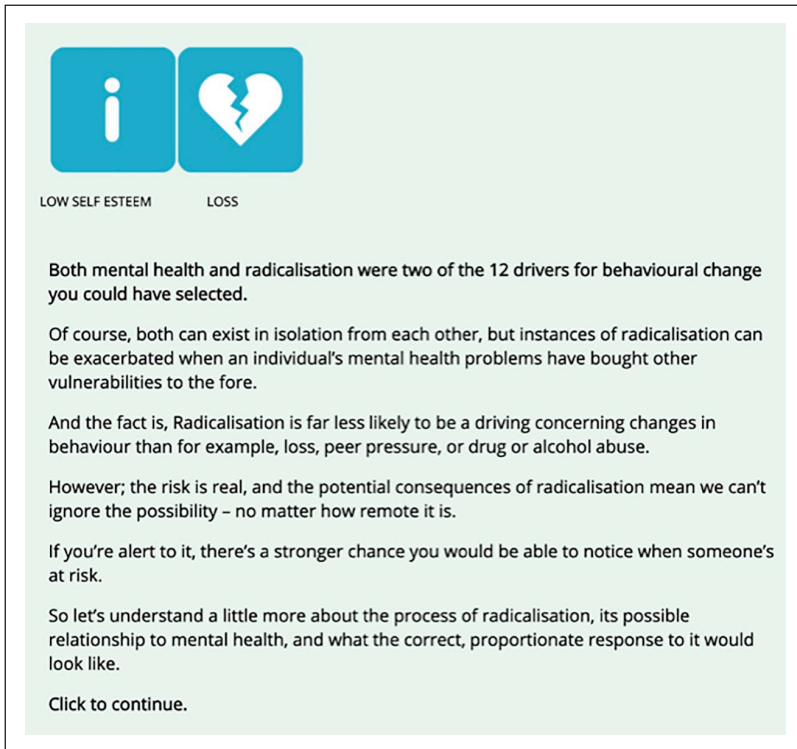 LOW SELF ESTEEM LOSS
Both mental health and radicalisation were two of the 12 drivers for behavioural change
you could have selected.
Of course, both can exist in isolation from each other, but instances of radicalisation can
be exacerbated when an individual's mental health problems have bought other
vulnerabilities to the fore.
And the fact is, Radicalisation is far less likely to be a driving concerning changes in
behaviour than for example, loss, peer pressure, or drug or alcohol abuse.
However; the risk is real, and the potential consequences of radicalisation mean we can't
ignore the possibility – no matter how remote it is.
If you're alert to it, there's a stronger chance you would be able to notice when someone's
at risk.
So let's understand a little more about the process of radicalisation, its possible
relationship to mental health, and what the correct, proportionate response to it would
look like.
Click to continue.